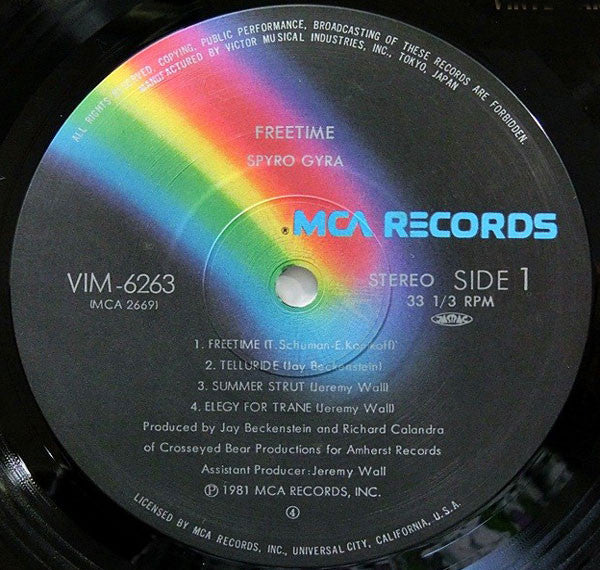 ALL RIGHTS RESERVED. COPYING, PUBLIC PERFORMANCE, BROADCASTING OF THESE RECORDS ARE FORBIDDEN.
MANUFACTURED BY VICTOR MUSICAL INDUSTRIES, INC., TOKYO, JAPAN
FREETIME
SPYRO GYRA
®MCA RECORDS
VIM-6263
(MCA 2669)
STEREO SIDE 1
33 1/3 RPM
1. FREETIME (T. Schuman-E.
2. TELLURIDE (Jay Beckenstein)
3. SUMMER STRUT (Jeremy Wall)
4. ELEGY FOR TRANE (Jeremy Wall)
Produced by Jay Beckenstein and Richard Calandra
of Crosseyed Bear Productions for Amherst Records
Assistant Producer: Jeremy Wall
Ⓟ 1981 MCA RECORDS, INC.
④
LICENSED BY MCA RECORDS, INC., UNIVERSAL CITY, CALIFORNIA, U.S.A.